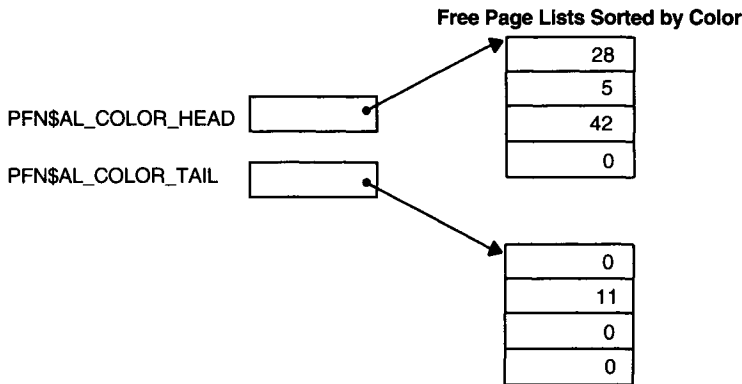 Free Page Lists Sorted by Color
28
5
PFN$AL_COLOR_HEAD
42
0
PFN$AL_COLOR_TAIL
0
11
0
0